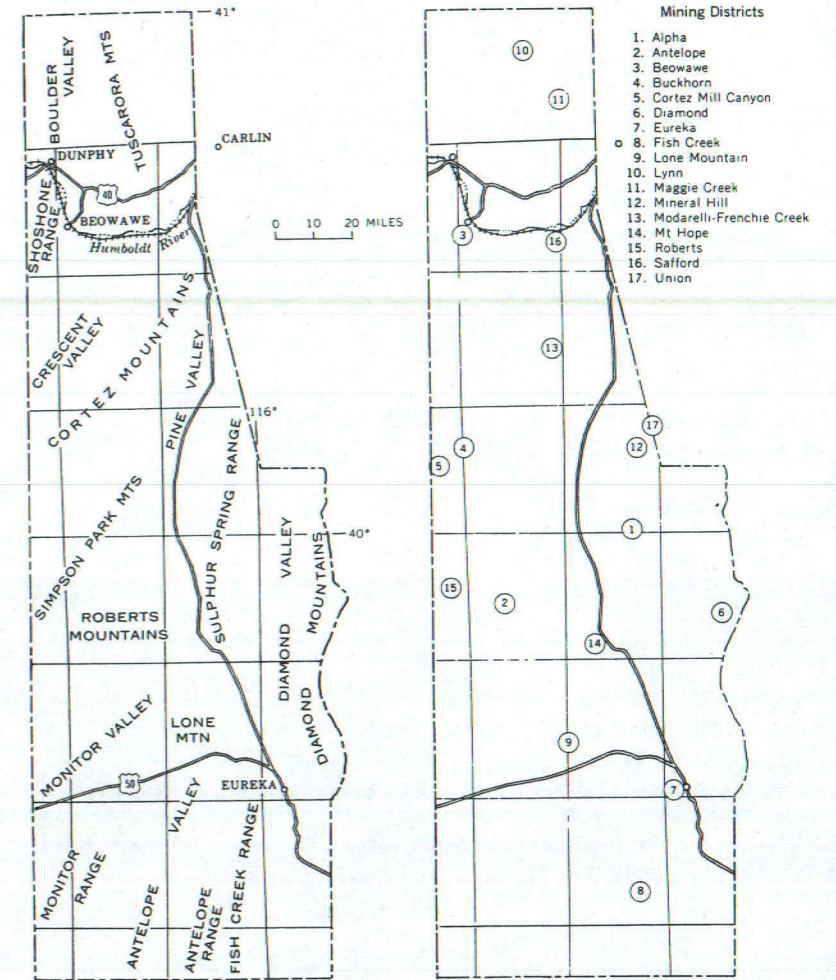 41°
BOULDER
VALLEY
TUSCARORA MTS
DUNPHY
CARLIN
40
SHOSHONE
RANGE
BEOWAWE
Humboldt River
0 10 20 MILES
CRESCENT
VALLEY
CORTEZ MOUNTAINS
PINE VALLEY
116°
SIMPSON PARK MTS
SULPHUR SPRING RANGE
40°
ROBERTS
MOUNTAINS
DIAMOND VALLEY
DIAMOND MOUNTAINS
MONITOR VALLEY
LONE
MTN
50
EUREKA
MONITOR
RANGE
ANTELOPE VALLEY
ANTELOPE
RANGE
FISH CREEK RANGE
Mining Districts
1. Alpha
2. Antelope
3. Beowawe
4. Buckhorn
5. Cortez Mill Canyon
6. Diamond
7. Eureka
8. Fish Creek
9. Lone Mountain
10. Lynn
11. Maggie Creek
12. Mineral Hill
13. Modarelli-Frenchie Creek
14. Mt Hope
15. Roberts
16. Safford
17. Union
10
11
3
16
13
17
12
4
5
1
15
2
6
14
9
7
8